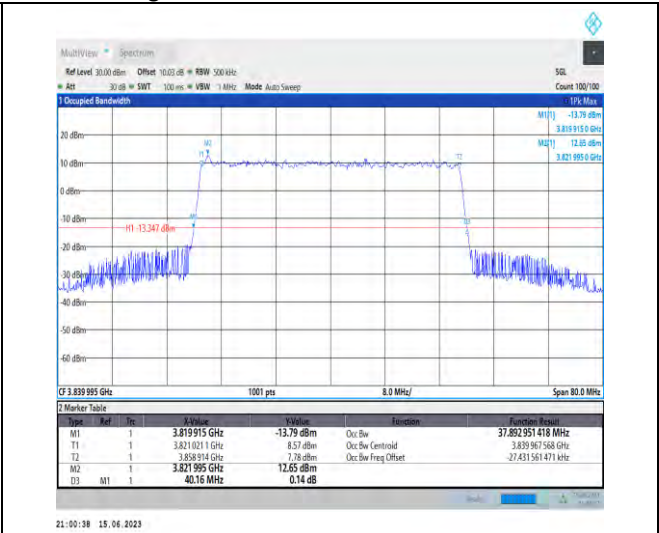 MultiView Spectrum
Ref Level 30.00 dBm Offset 10.03 dB RBW 500 kHz SGL
Att 30 dB SWT 100 ms VBW 1 MHz Mode Auto Sweep Count 100/100
1 Occupied Bandwidth 1Pk Max
M1[1] -13.79 dBm
3.819 915 0 GHz
M2[1] 12.65 dBm
3.821 995 0 GHz
20 dBm
M2
T1
T2
10 dBm
0 dBm
-10 dBm
M1
D3
H1 -13.347 dBm
-20 dBm
-30 dBm
-40 dBm
-50 dBm
-60 dBm
CF 3.839 995 GHz 1001 pts 8.0 MHz/ Span 80.0 MHz
2 Marker Table
Type Ref Trc X-Value Y-Value Function Function Result
M1 1 3.819915 GHz -13.79 dBm Occ Bw 37.892 951 418 MHz
T1 1 3.821 021 1 GHz 8.57 dBm Occ Bw Centroid 3.839 967 568 GHz
T2 1 3.858 914 GHz 7.78 dBm Occ Bw Freq Offset -27.431 561 471 kHz
M2 1 3.821 995 GHz 12.65 dBm
D3 M1 1 40.16 MHz 0.14 dB
21:00:38 15.06.2023